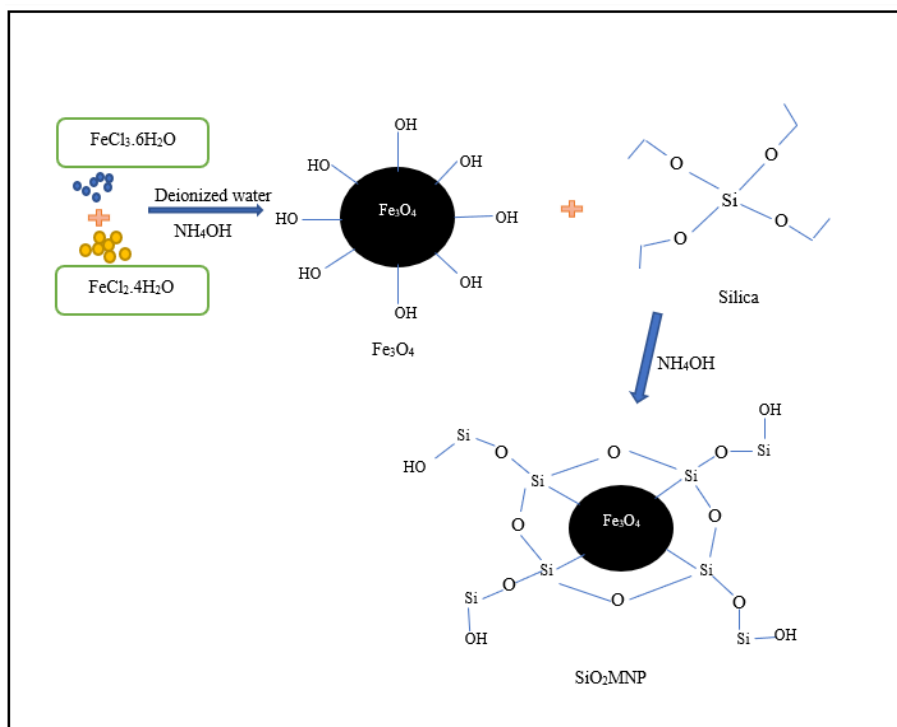 FeCl₃.6H₂O
Deionized water
NH₄OH
FeCl₂.4H₂O
OH
HO
OH
HO
Fe₃O₄
OH
HO
OH
OH
Fe₃O₄
O
O
Si
O
O
Silica
NH₄OH
OH
Si
O
O
O
Si
HO
Si
Si
Fe₃O₄
O
O
Si
Si
O
O
O
Si
OH
Si
OH
SiO₂MNP